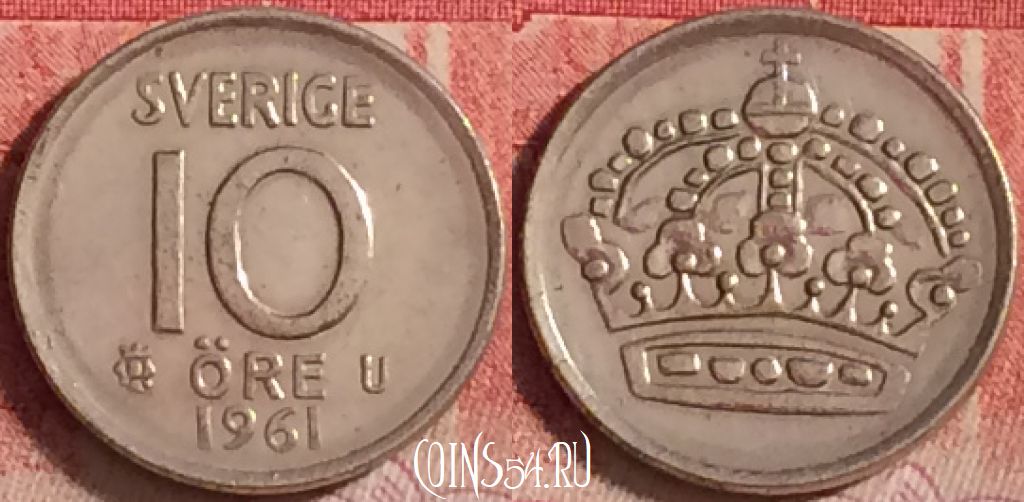 SVERIGE
10
ÖRE U
1961
COINS54.RU